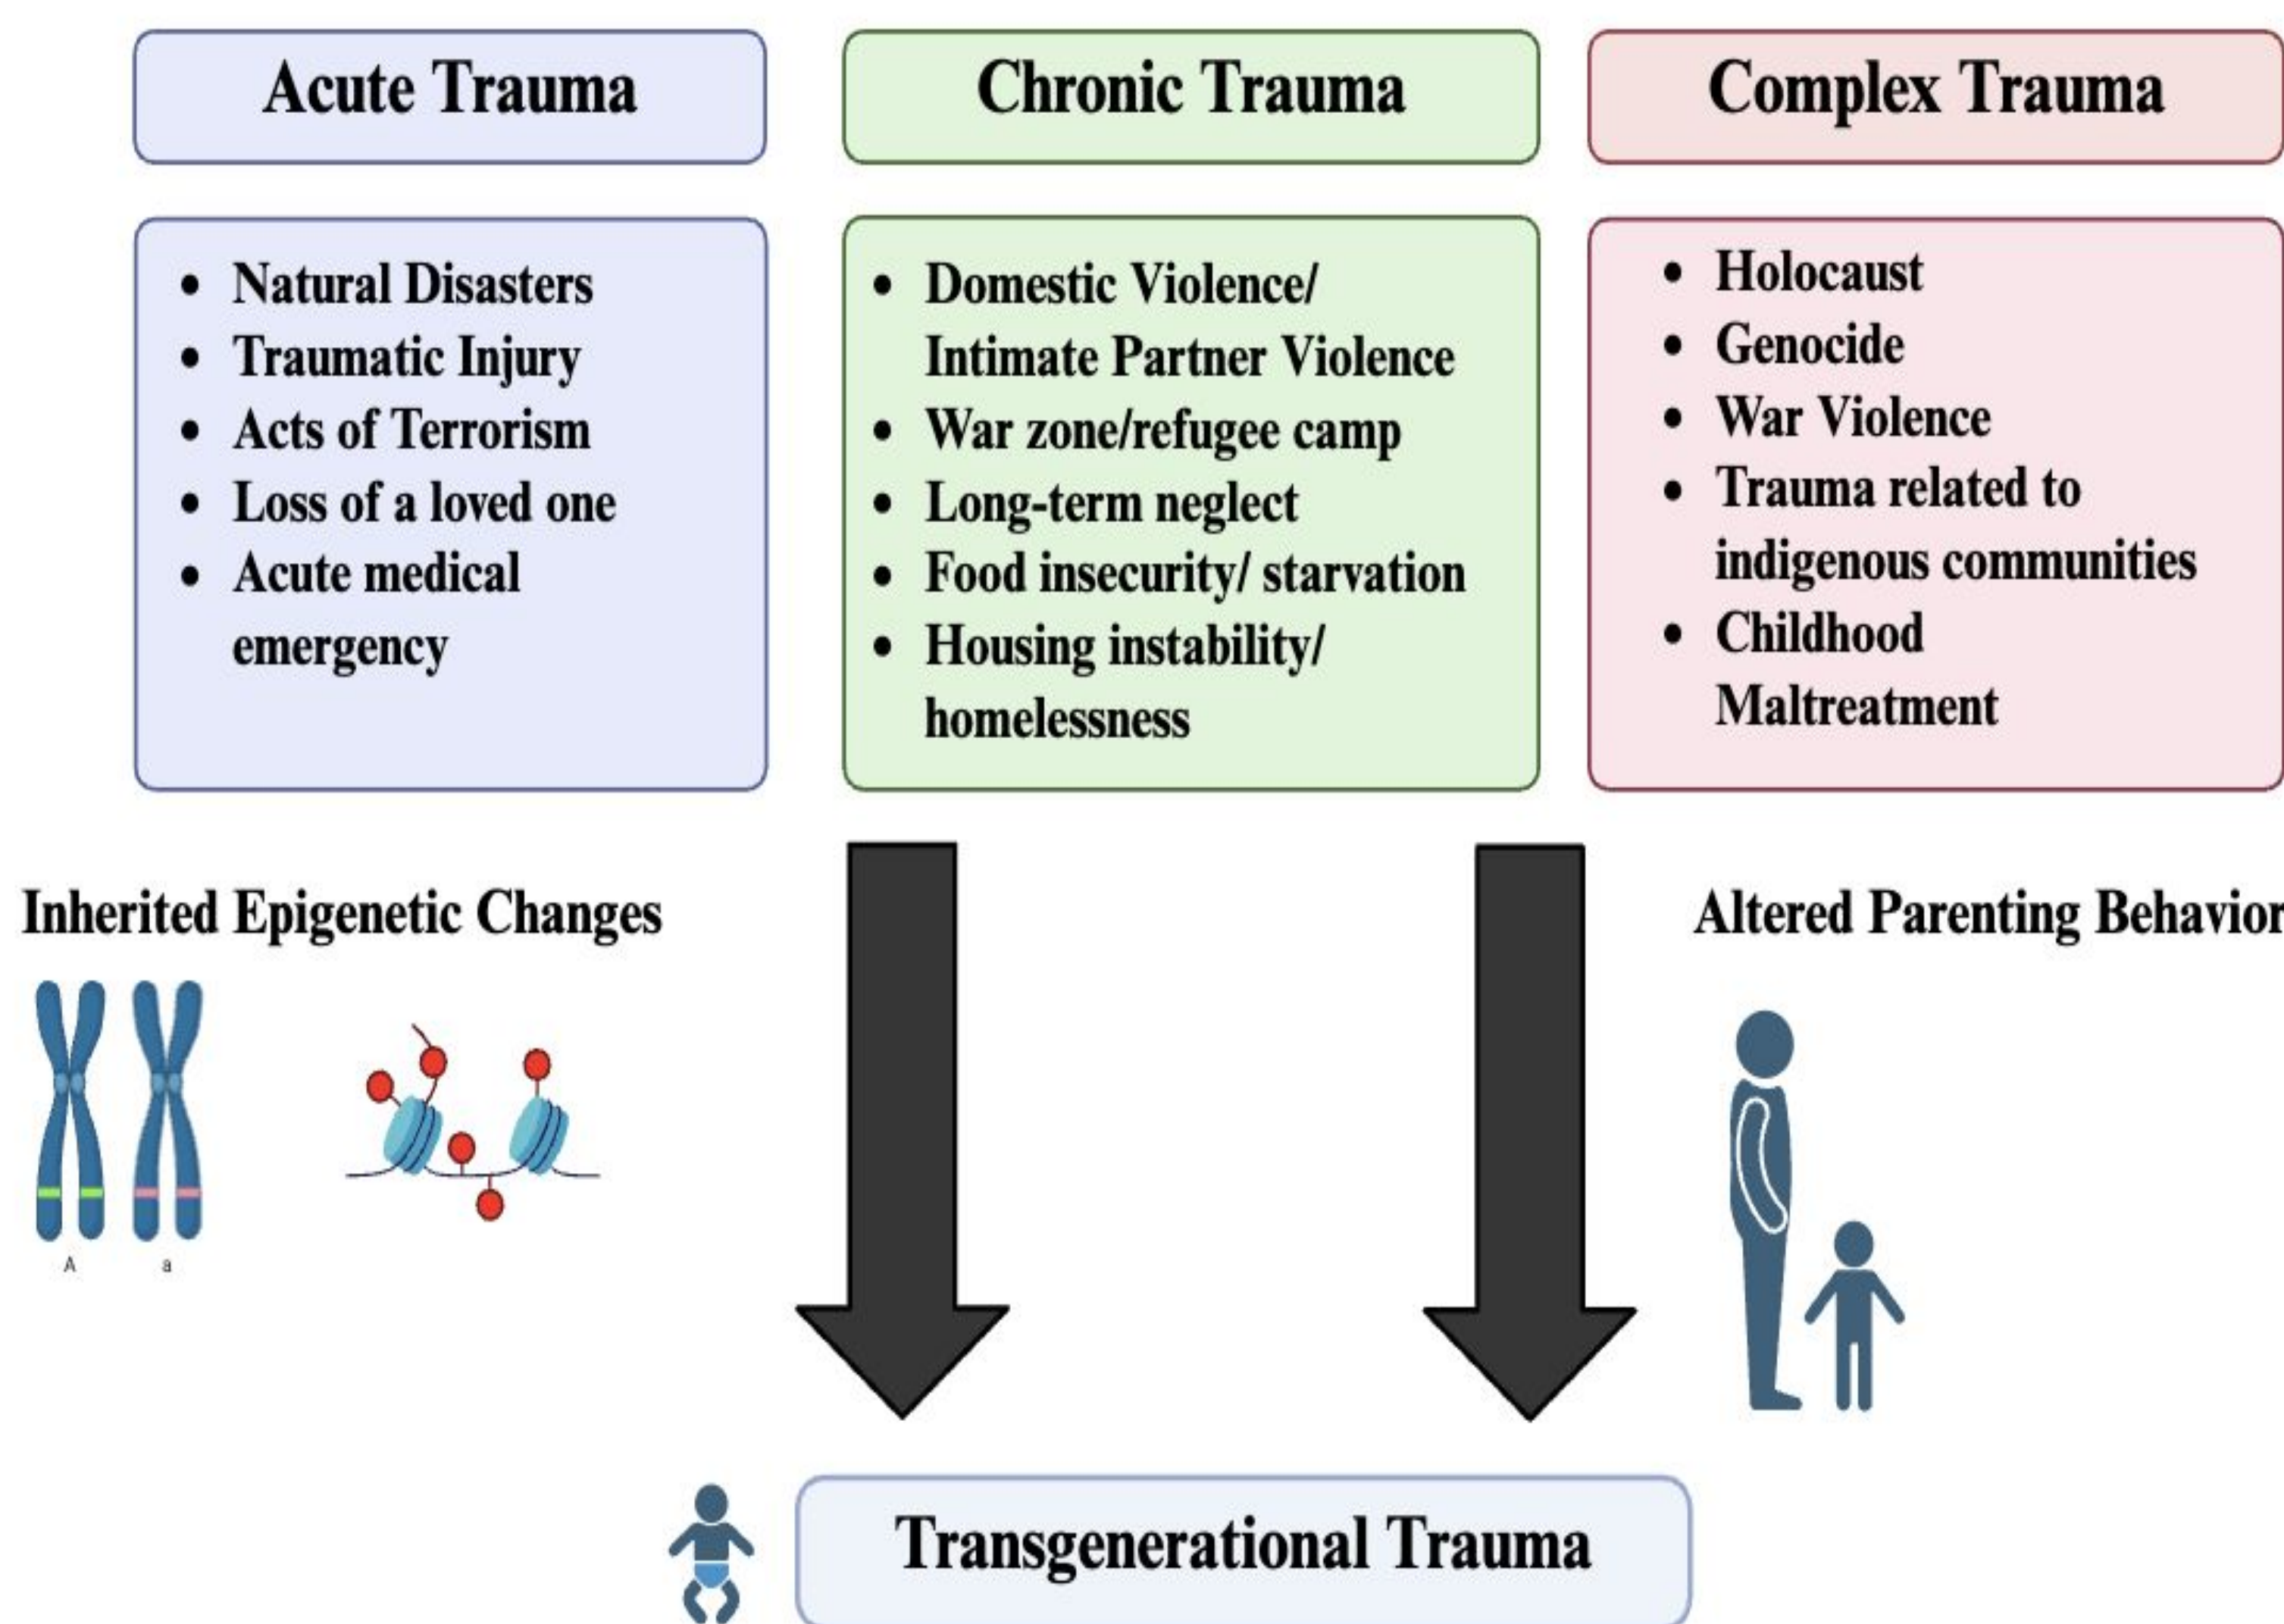 Acute Trauma
Chronic Trauma
Complex Trauma
• Natural Disasters
• Traumatic Injury
• Acts of Terrorism
• Loss of a loved one
• Acute medical
emergency
• Domestic Violence/
Intimate Partner Violence
• War zone/refugee camp
• Long-term neglect
• Food insecurity/ starvation
• Housing instability/
homelessness
• Holocaust
• Genocide
• War Violence
• Trauma related to
indigenous communities
• Childhood
Maltreatment
Inherited Epigenetic Changes
Altered Parenting Behavior
A
a
Transgenerational Trauma